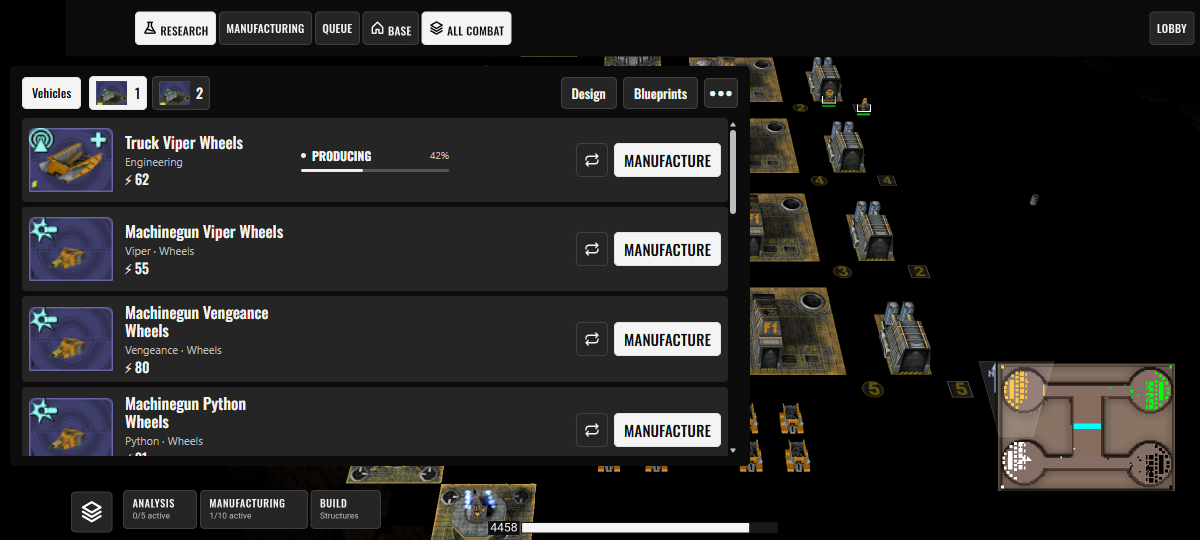 RESEARCH
MANUFACTURING
QUEUE
BASE
ALL COMBAT
LOBBY
Vehicles
1
2
Design
Blueprints
Truck Viper Wheels
Engineering
62
PRODUCING
42%
MANUFACTURE
Machinegun Viper Wheels
Viper · Wheels
55
MANUFACTURE
Machinegun Vengeance
Wheels
Vengeance · Wheels
80
MANUFACTURE
Machinegun Python
Wheels
Python · Wheels
MANUFACTURE
2
4
4
3
2
F1
5
5
N
ANALYSIS
0/5 active
MANUFACTURING
1/10 active
BUILD
Structures
4458